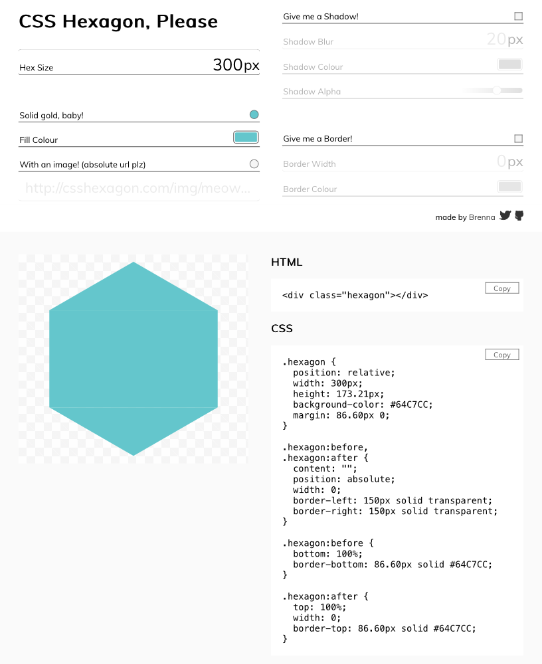 CSS Hexagon, Please
Hex Size 300px
Solid gold, baby!
Fill Colour
With an image! (absolute url plz)
http://csshexagon.com/img/meow...
Give me a Shadow!
Shadow Blur 20px
Shadow Colour
Shadow Alpha
Give me a Border!
Border Width 0px
Border Colour
made by Brenna
HTML
Copy
<div class="hexagon"></div>
CSS
Copy
.hexagon {
  position: relative;
  width: 300px;
  height: 173.21px;
  background-color: #64C7CC;
  margin: 86.60px 0;
}
.hexagon:before,
.hexagon:after {
  content: "";
  position: absolute;
  width: 0;
  border-left: 150px solid transparent;
  border-right: 150px solid transparent;
}
.hexagon:before {
  bottom: 100%;
  border-bottom: 86.60px solid #64C7CC;
}
.hexagon:after {
  top: 100%;
  width: 0;
  border-top: 86.60px solid #64C7CC;
}